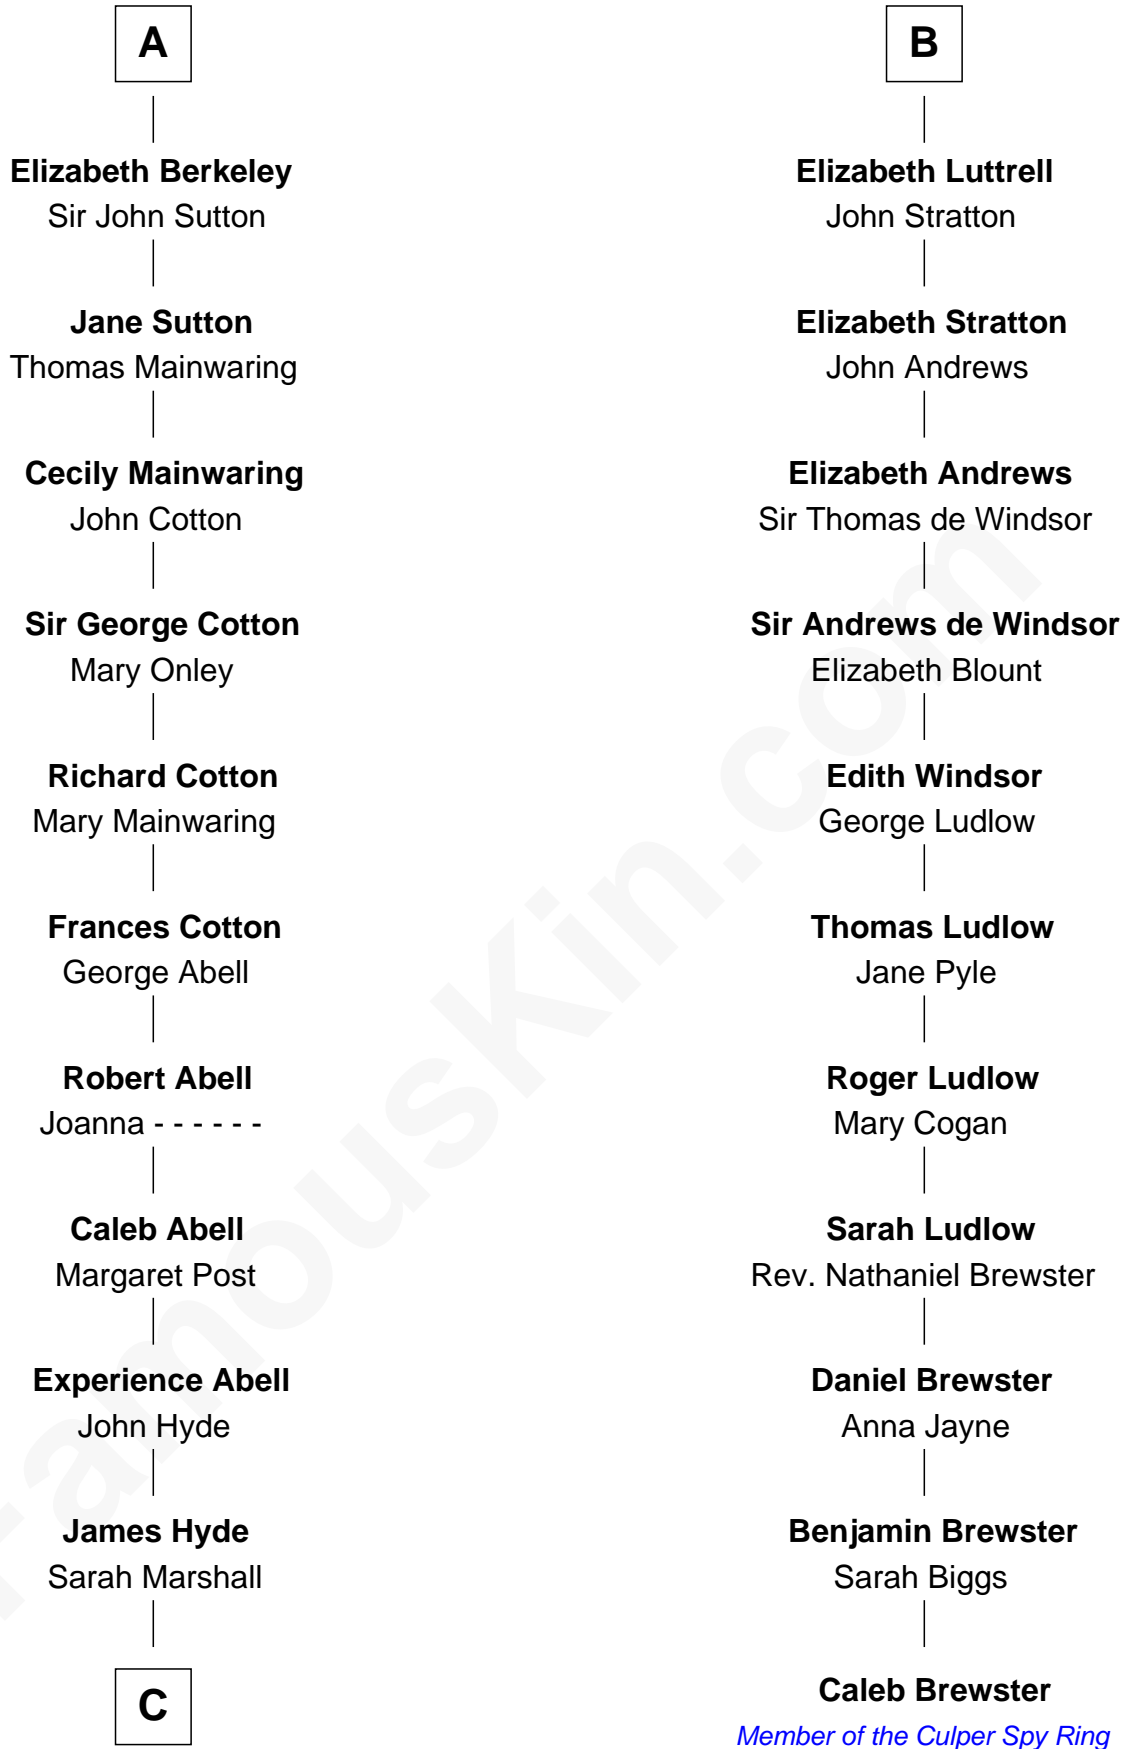 A
Elizabeth Berkeley
Sir John Sutton
Jane Sutton
Thomas Mainwaring
Cecily Mainwaring
John Cotton
Sir George Cotton
Mary Onley
Richard Cotton
Mary Mainwaring
Frances Cotton
George Abell
Robert Abell
Joanna - - - - - -
Caleb Abell
Margaret Post
Experience Abell
John Hyde
James Hyde
Sarah Marshall
C
B
Elizabeth Luttrell
John Stratton
Elizabeth Stratton
John Andrews
Elizabeth Andrews
Sir Thomas de Windsor
Sir Andrews de Windsor
Elizabeth Blount
Edith Windsor
George Ludlow
Thomas Ludlow
Jane Pyle
Roger Ludlow
Mary Cogan
Sarah Ludlow
Rev. Nathaniel Brewster
Daniel Brewster
Anna Jayne
Benjamin Brewster
Sarah Biggs
Caleb Brewster
Member of the Culper Spy Ring
FamousKin.com